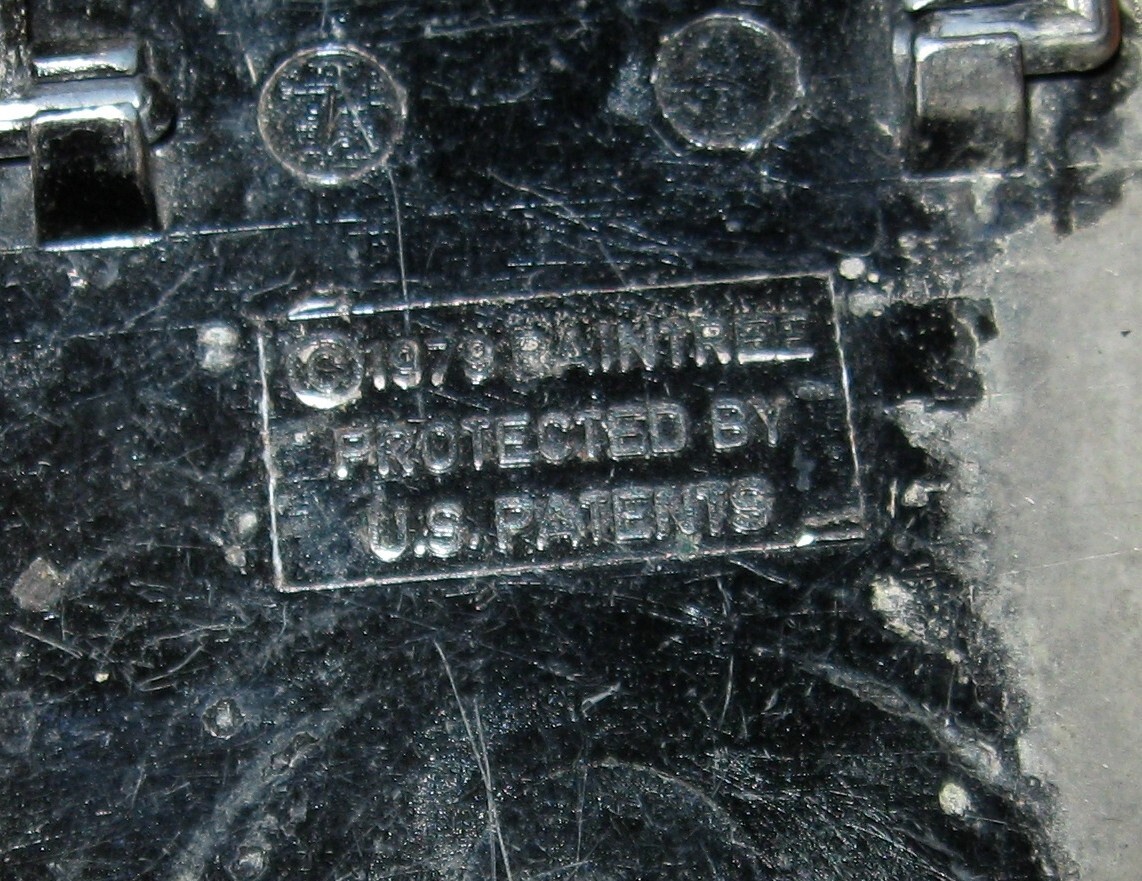 © 1979 RAINTREE
PROTECTED BY
U.S. PATENTS